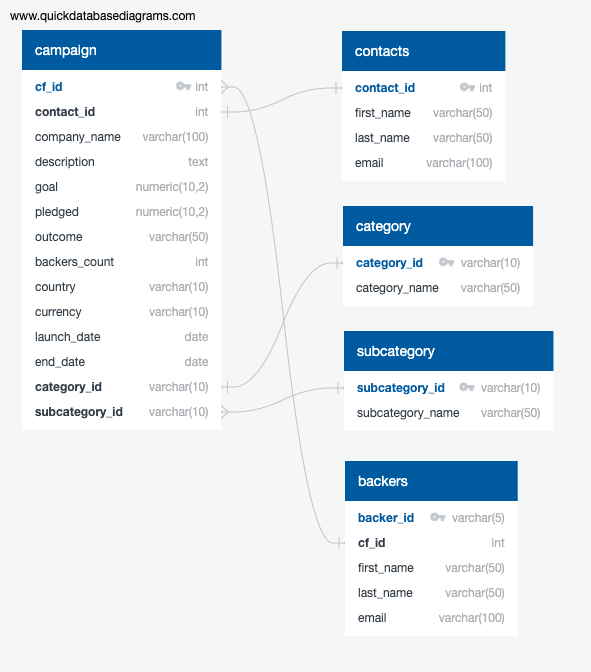 www.quickdatabasediagrams.com
campaign
cf_id int
contact_id int
company_name varchar(100)
description text
goal numeric(10,2)
pledged numeric(10,2)
outcome varchar(50)
backers_count int
country varchar(10)
currency varchar(10)
launch_date date
end_date date
category_id varchar(10)
subcategory_id varchar(10)
contacts
contact_id int
first_name varchar(50)
last_name varchar(50)
email varchar(100)
category
category_id varchar(10)
category_name varchar(50)
subcategory
subcategory_id varchar(10)
subcategory_name varchar(50)
backers
backer_id varchar(5)
cf_id int
first_name varchar(50)
last_name varchar(50)
email varchar(100)